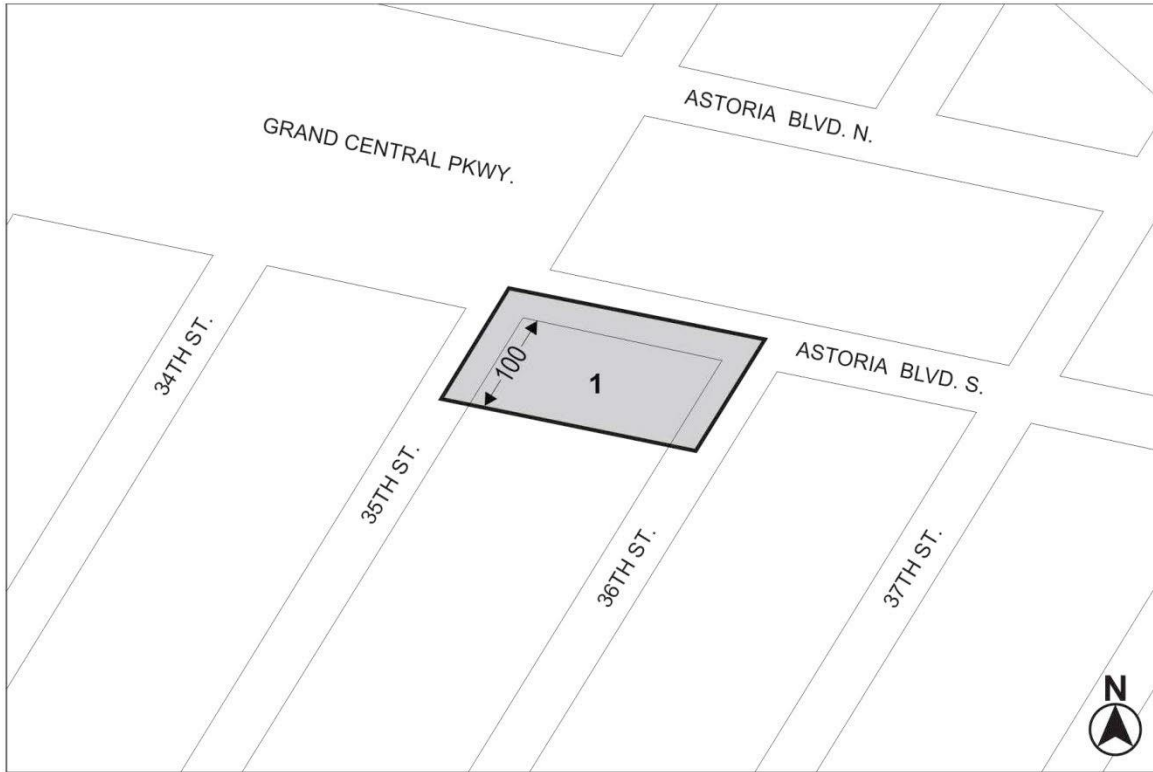 ASTORIA BLVD. N.
GRAND CENTRAL PKWY.
34TH ST.
100
1
ASTORIA BLVD. S.
35TH ST.
36TH ST.
37TH ST.
N